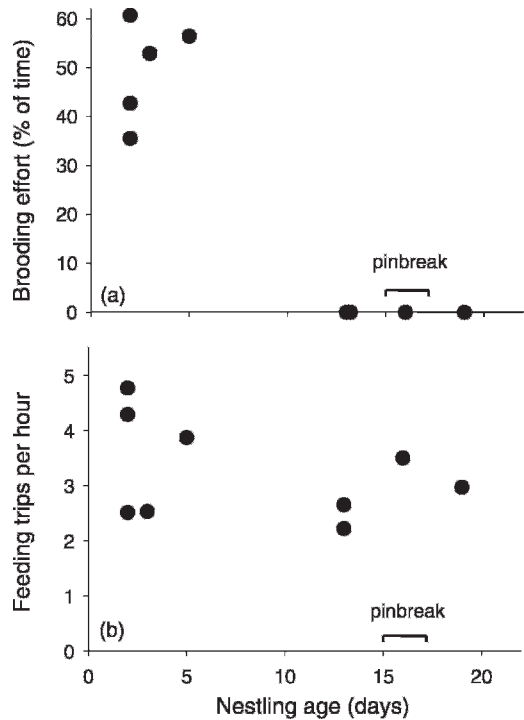 60
50
40
30
20
10
0
Brooding effort (% of time)
pinbreak
(a)
5
4
3
2
1
0
Feeding trips per hour
pinbreak
(b)
0 5 10 15 20
Nestling age (days)